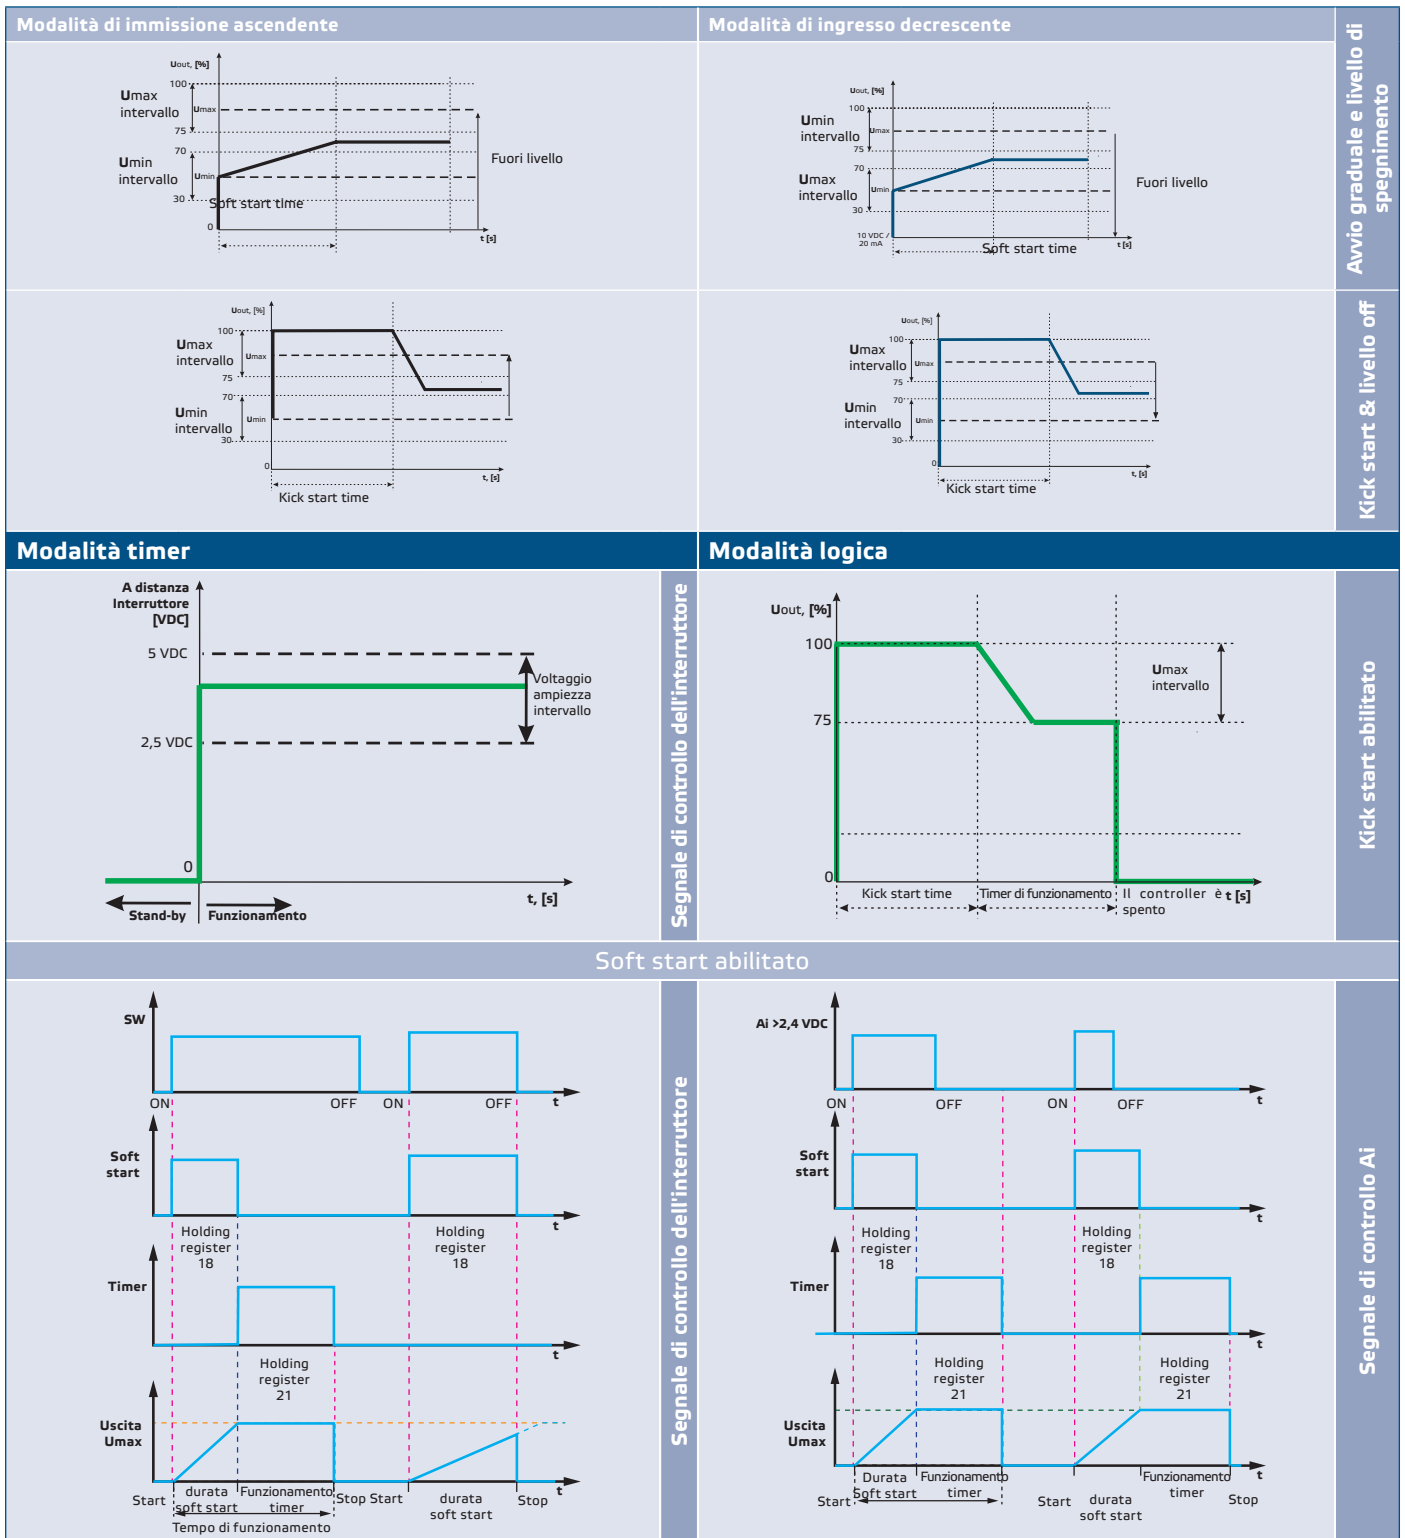 Modalità di immissione ascendente
Modalità di ingresso decrescente
Avvio graduale e livello di
spegnimento
Uout, [%]
100
Umax
intervallo
Umax
75
70
Umin
intervallo
Umin
30
Soft start time
0
Fuori livello
t [s]
Uout, [%]
100
Umin
intervallo
Umax
75
70
Umax
intervallo
Umin
30
10 VDC /
20 mA
Soft start time
Fuori livello
t [s]
Kick start & livello off
Uout, [%]
100
Umax
intervallo
Umax
75
70
Umin
intervallo
Umin
30
0
t, [s]
Kick start time
Uout, [%]
100
Umax
intervallo
Umax
75
70
Umin
intervallo
Umin
30
0
t, [s]
Kick start time
Modalità timer
Modalità logica
A distanza
Interruttore
[VDC]
5 VDC
Voltaggio
ampiezza
intervallo
2,5 VDC
0
t, [s]
Stand-by
Funzionamento
Segnale di controllo dell'interruttore
Uout, [%]
100
Umax
intervallo
75
0
Kick start time
Timer di funzionamento
Il controller è
spento
t [s]
Kick start abilitato
Soft start abilitato
SW
ON
OFF
ON
OFF
t
Soft
start
t
Holding
register
18
Holding
register
18
Timer
t
Holding
register
21
Uscita
Umax
t
Start
durata
soft start
Funzionamento
timer
Stop
Start
durata
soft start
Stop
Tempo di funzionamento
Segnale di controllo dell'interruttore
Ai >2,4 VDC
ON
OFF
ON
OFF
t
Soft
start
t
Holding
register
18
Holding
register
18
Timer
t
Holding
register
21
Holding
register
21
Uscita
Umax
t
Start
Durata
Soft start
Funzionamento
timer
Start
durata
soft start
Funzionamento
timer
Stop
Segnale di controllo Ai